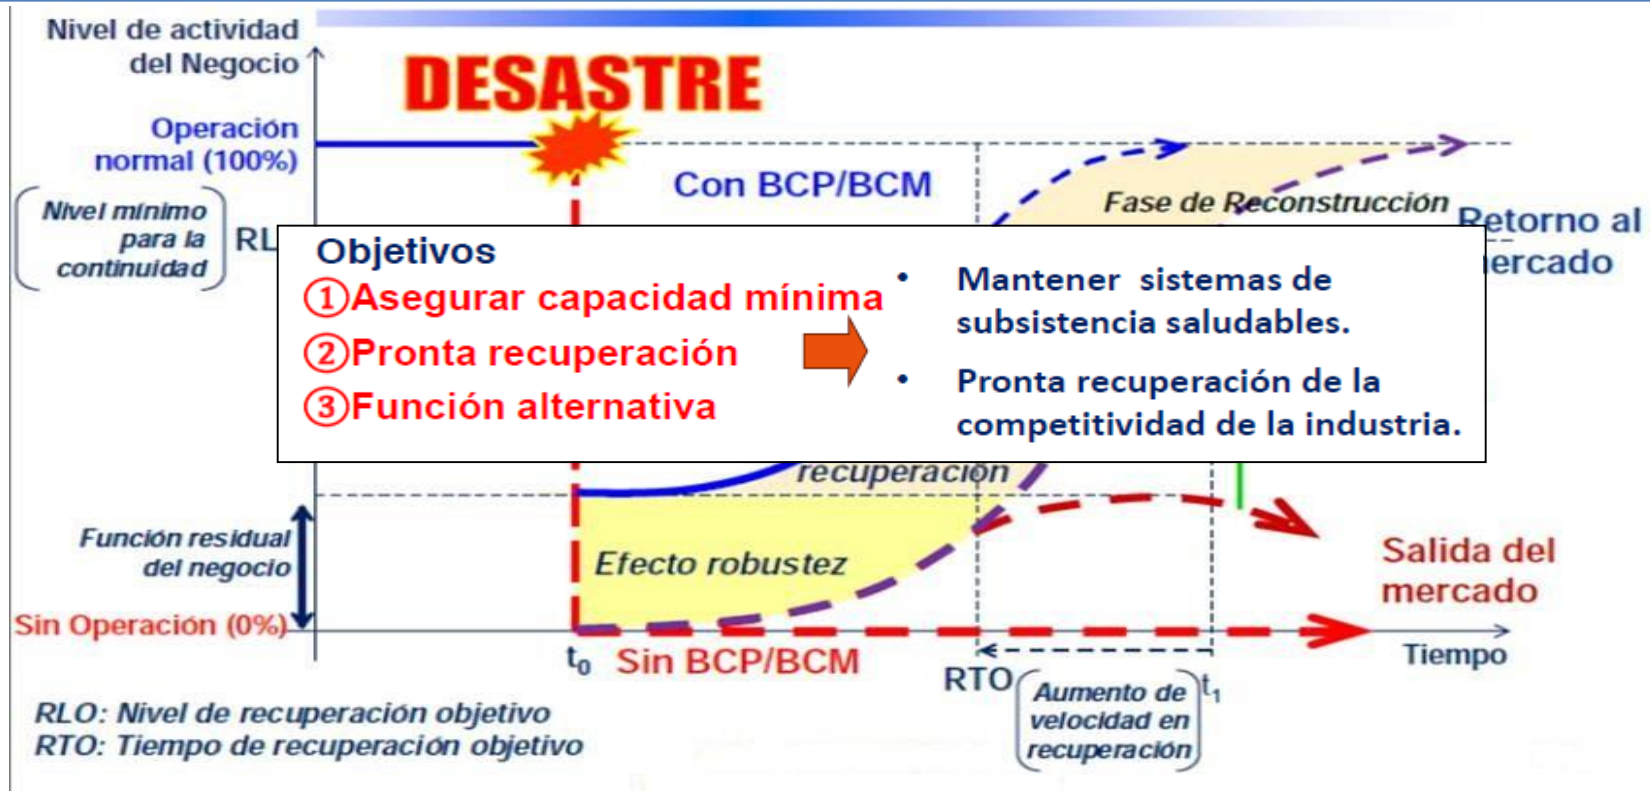 Nivel de actividad
del Negocio
DESASTRE
Operación
normal (100%)
Con BCP/BCM
Fase de Reconstrucción
Nivel mínimo
para la
continuidad
RL
Retorno al
mercado
Objetivos
①Asegurar capacidad mínima
②Pronta recuperación
③Función alternativa
• Mantener sistemas de
subsistencia saludables.
• Pronta recuperación de la
competitividad de la industria.
recuperación
Función residual
del negocio
Efecto robustez
Salida del
mercado
Sin Operación (0%)
t₀
Sin BCP/BCM
Tiempo
RTO
t₁
Aumento de
velocidad en
recuperación
RLO: Nivel de recuperación objetivo
RTO: Tiempo de recuperación objetivo